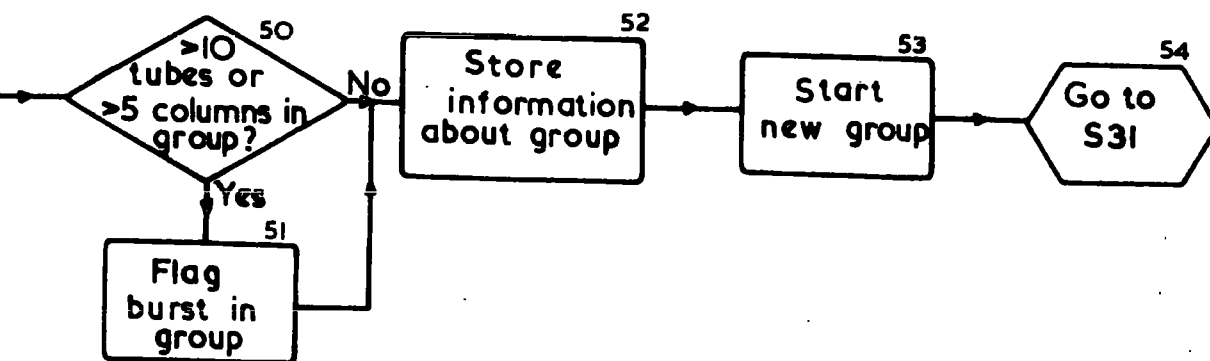 50
>10
tubes or
>5 columns in
group?
No
Yes
51
Flag
burst in
group
52
Store
information
about group
53
Start
new group
54
Go to
S31